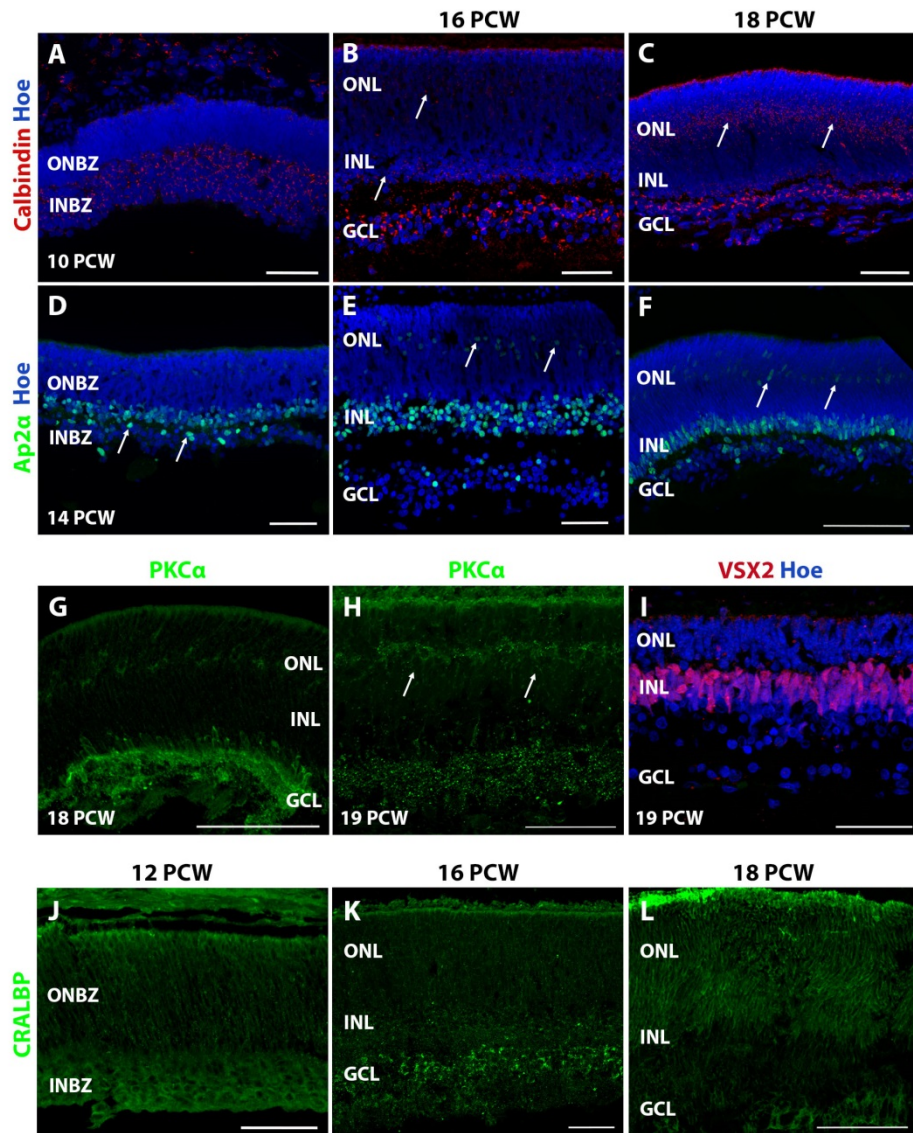 16 PCW
18 PCW
Calbindin Hoe
A
ONBZ
INBZ
10 PCW
B
ONL
INL
GCL
C
ONL
INL
GCL
Ap2α Hoe
D
ONBZ
INBZ
14 PCW
E
ONL
INL
GCL
F
ONL
INL
GCL
PKCα
PKCα
VSX2 Hoe
G
ONL
INL
GCL
18 PCW
H
19 PCW
I
ONL
INL
GCL
19 PCW
12 PCW
16 PCW
18 PCW
CRALBP
J
ONBZ
INBZ
K
ONL
INL
GCL
L
ONL
INL
GCL